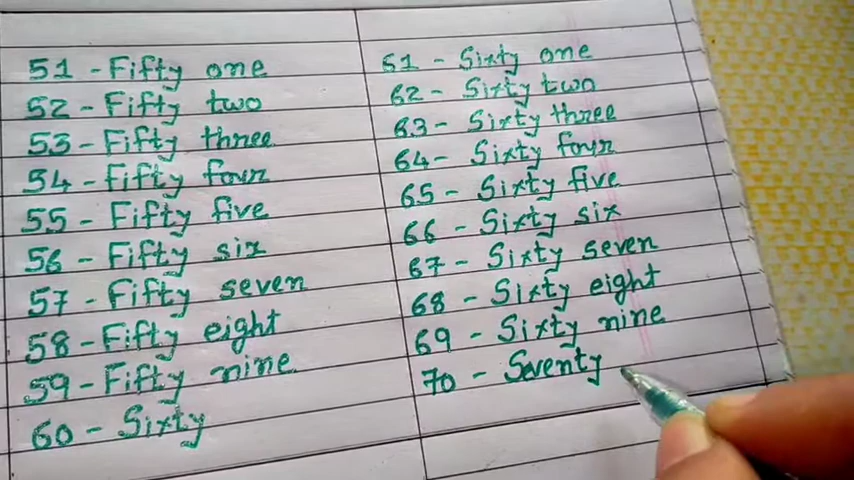 51 - Fifty one
52 - Fifty two
53 - Fifty three
54 - Fifty four
55 - Fifty five
56 - Fifty six
57 - Fifty seven
58 - Fifty eight
59 - Fifty nine
60 - Sixty
61 - Sixty one
62 - Sixty two
63 - Sixty three
64 - Sixty four
65 - Sixty five
66 - Sixty six
67 - Sixty seven
68 - Sixty eight
69 - Sixty nine
70 - Seventy